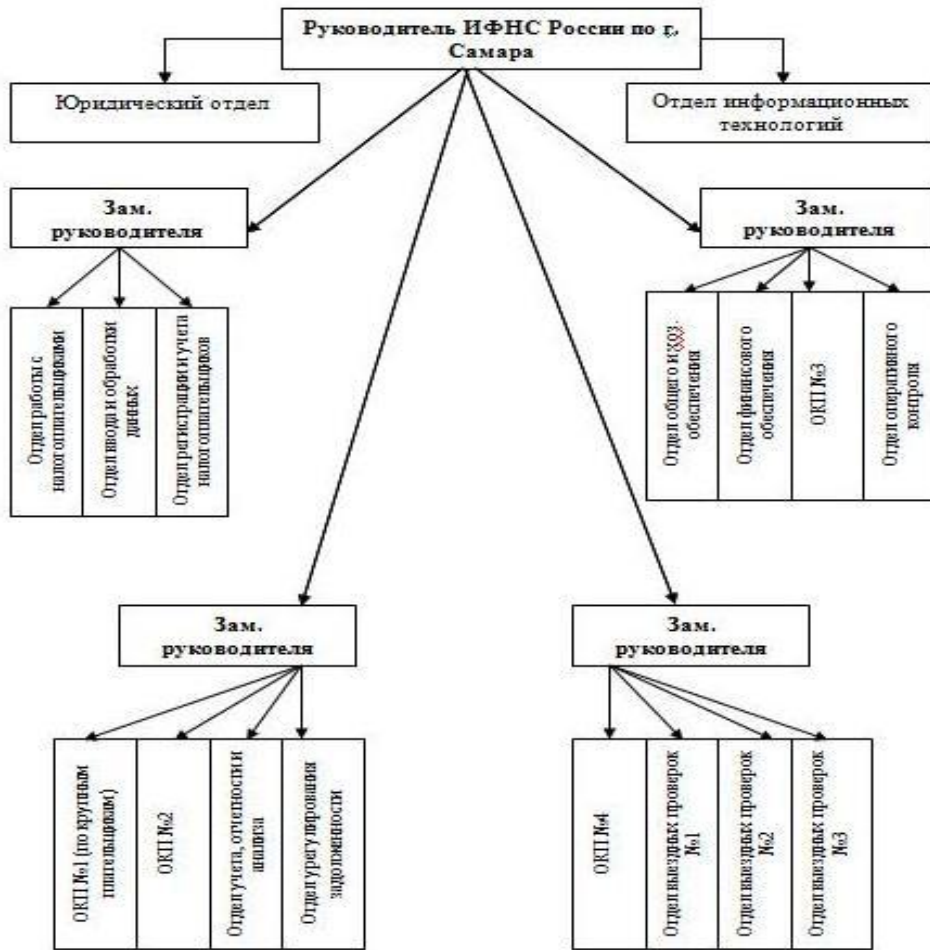 Руководитель ИФНС России по г.
Самара
Юридический отдел
Отдел информационных
технологий
Зам.
руководителя
Зам.
руководителя
Отдел работы с
налогоплательщиками
Отдел ввода и обработки
данных
Отдел регистрации и учета
налогоплательщиков
Отдел общего и хоз.
обеспечения
Отдел финансового
обеспечения
ОКП №3
Отдел оперативного
контроля
Зам.
руководителя
Зам.
руководителя
ОКП №1 (по крупным
плательщикам)
ОКП №2
Отдел учета, отчетности и
анализа
Отдел урегулирования
задолженности
ОКП №4
Отдел выездных проверок
№1
Отдел выездных проверок
№2
Отдел выездных проверок
№3